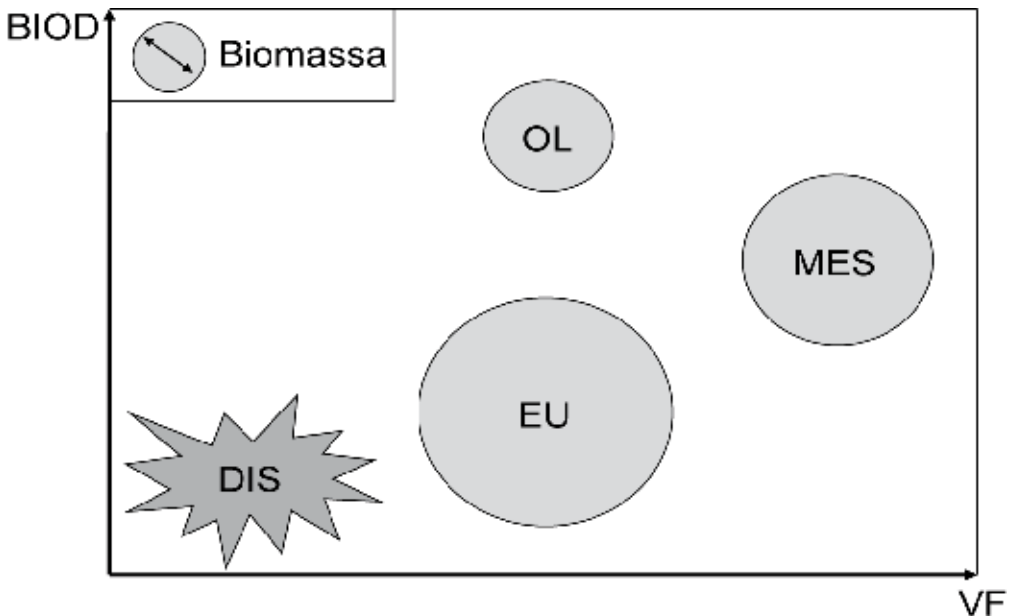 BIOD
Biomassa
OL
MES
EU
DIS
VF